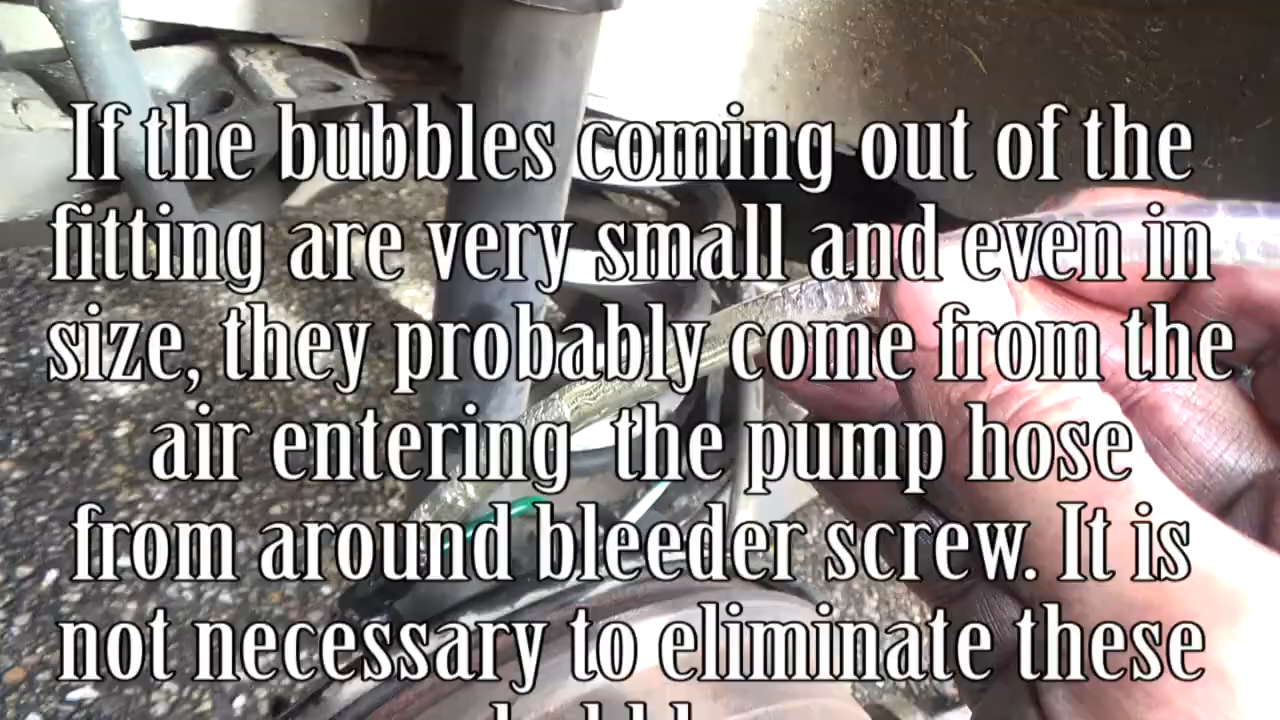 If the bubbles coming out of the
fitting are very small and even in
size, they probably come from the
air entering  the pump hose
from around bleeder screw. It is
not necessary to eliminate these